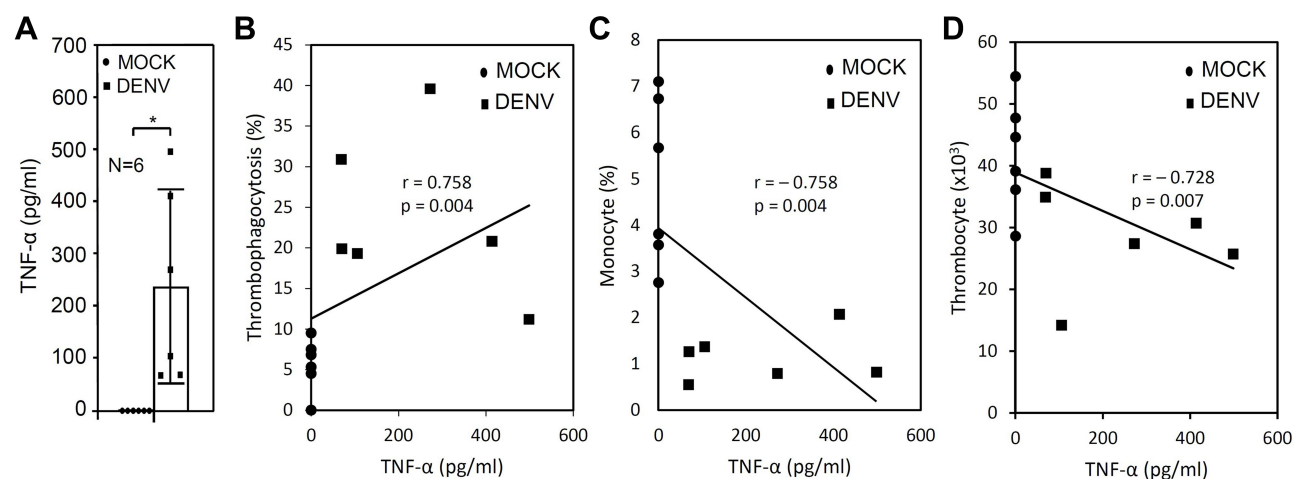 A
700
600
500
400
300
200
100
0
TNF-α (pg/ml)
MOCK
DENV
*
N=6
B
45
40
35
30
25
20
15
10
5
0
Thrombophagocytosis (%)
MOCK
DENV
r = 0.758
p = 0.004
0 200 400 600
TNF-α (pg/ml)
C
8
7
6
5
4
3
2
1
0
Monocyte (%)
MOCK
DENV
r = – 0.758
p = 0.004
0 200 400 600
TNF-α (pg/ml)
D
60
50
40
30
20
10
0
Thrombocyte (x10³)
MOCK
DENV
r = – 0.728
p = 0.007
0 200 400 600
TNF-α (pg/ml)